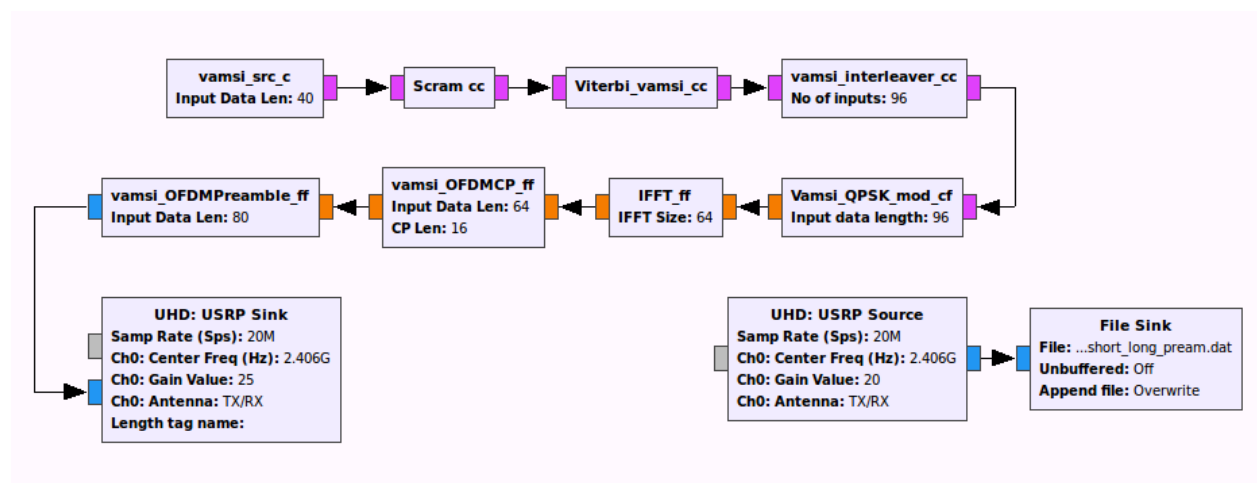 vamsi_src_c
Input Data Len: 40
Scram cc
Viterbi_vamsi_cc
vamsi_interleaver_cc
No of inputs: 96
vamsi_OFDMPreamble_ff
Input Data Len: 80
vamsi_OFDMCP_ff
Input Data Len: 64
CP Len: 16
IFFT_ff
IFFT Size: 64
Vamsi_QPSK_mod_cf
Input data length: 96
UHD: USRP Sink
Samp Rate (Sps): 20M
Ch0: Center Freq (Hz): 2.406G
Ch0: Gain Value: 25
Ch0: Antenna: TX/RX
Length tag name:
UHD: USRP Source
Samp Rate (Sps): 20M
Ch0: Center Freq (Hz): 2.406G
Ch0: Gain Value: 20
Ch0: Antenna: TX/RX
File Sink
File: ...short_long_pream.dat
Unbuffered: Off
Append file: Overwrite